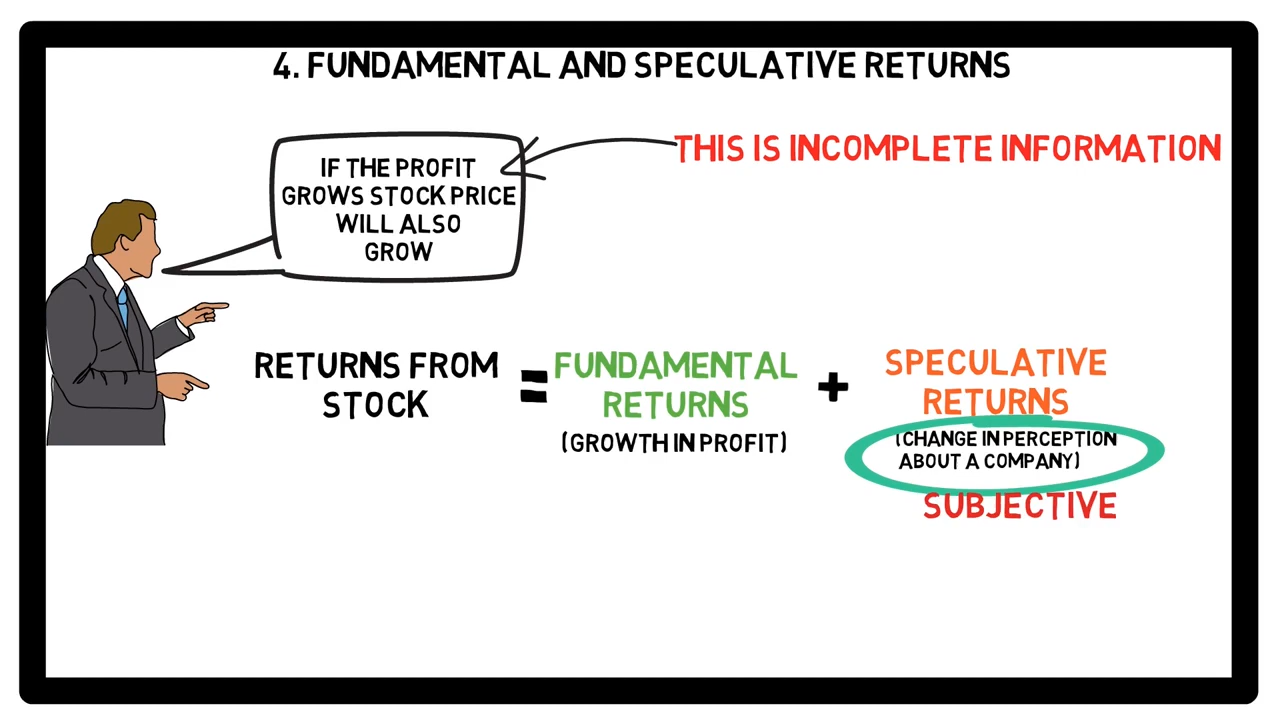 4. FUNDAMENTAL AND SPECULATIVE RETURNS
IF THE PROFIT
GROWS STOCK PRICE
WILL ALSO
GROW
THIS IS INCOMPLETE INFORMATION
RETURNS FROM
STOCK
=
FUNDAMENTAL
RETURNS
(GROWTH IN PROFIT)
+
SPECULATIVE
RETURNS
(CHANGE IN PERCEPTION
ABOUT A COMPANY)
SUBJECTIVE